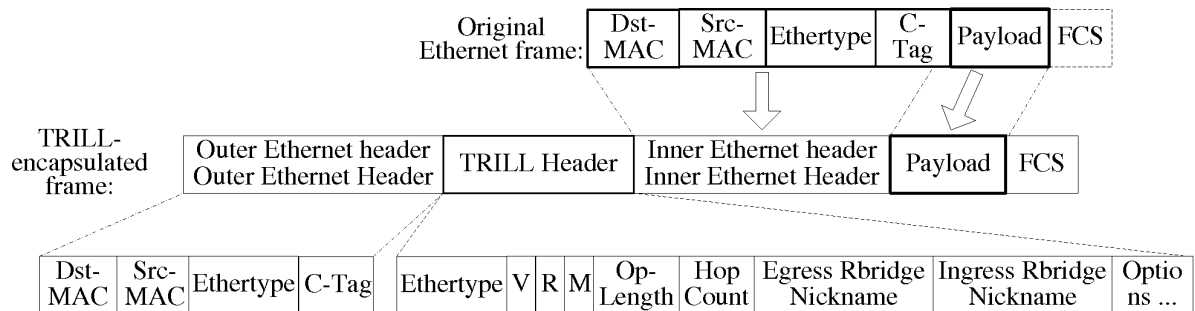 Original
Ethernet frame:
Dst-
MAC
Src-
MAC
Ethertype
C-
Tag
Payload
FCS
TRILL-
encapsulated
frame:
Outer Ethernet header
Outer Ethernet Header
TRILL Header
Inner Ethernet header
Inner Ethernet Header
Payload
FCS
Dst-
MAC
Src-
MAC
Ethertype
C-Tag
Ethertype
V
R
M
Op-
Length
Hop
Count
Egress Rbridge
Nickname
Ingress Rbridge
Nickname
Optio
ns ...